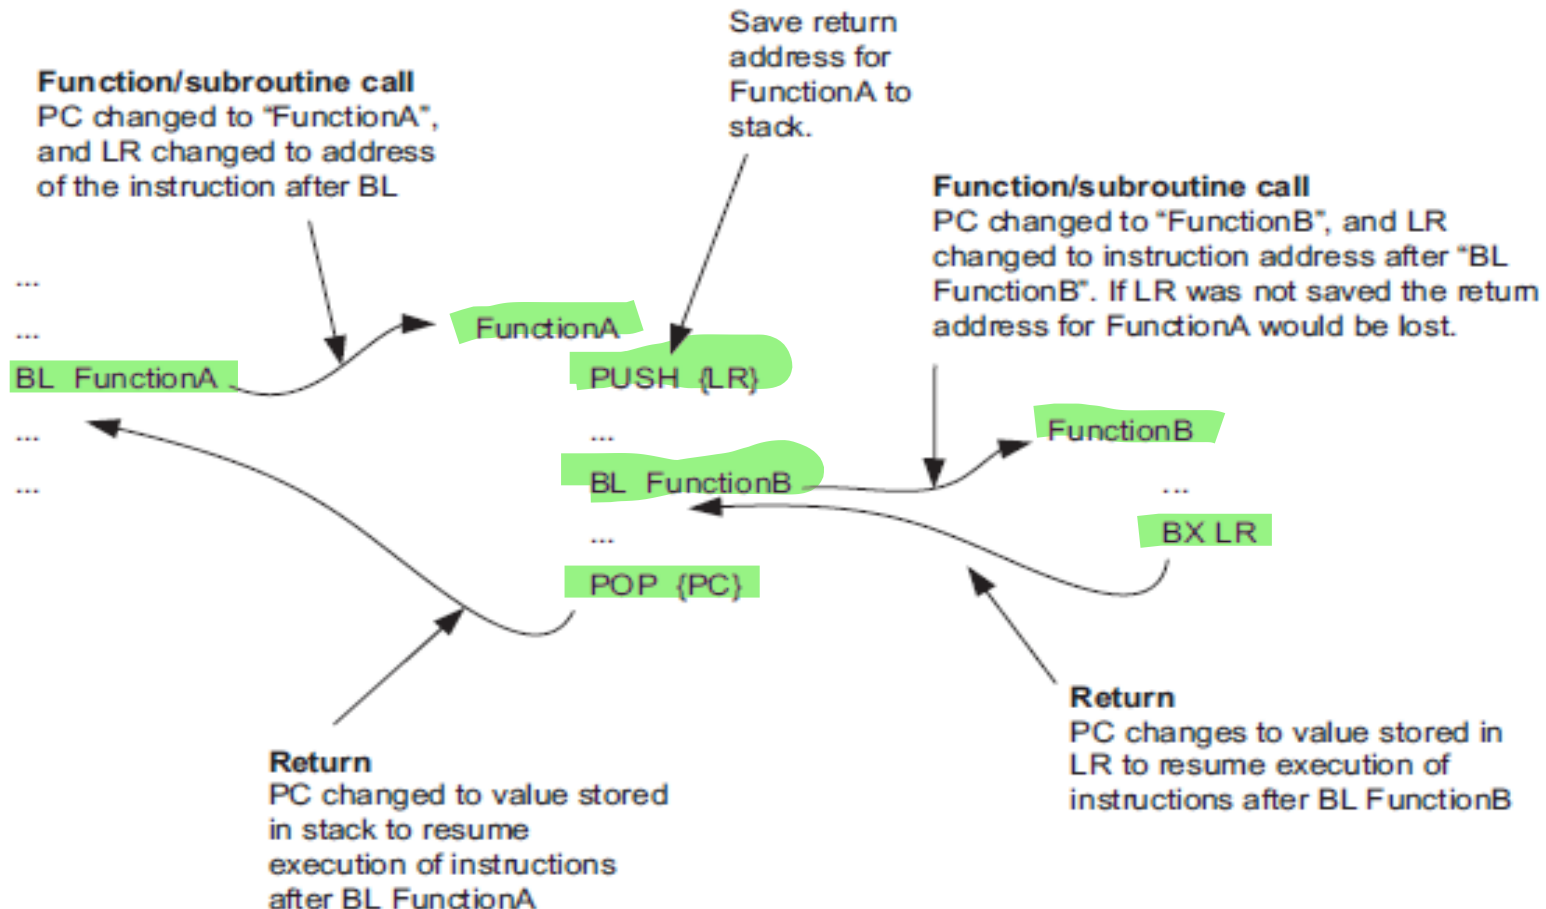 Save return
address for
FunctionA to
stack.
Function/subroutine call
PC changed to “FunctionA”,
and LR changed to address
of the instruction after BL
Function/subroutine call
PC changed to “FunctionB”, and LR
changed to instruction address after “BL
FunctionB”. If LR was not saved the return
address for FunctionA would be lost.
...
...
BL FunctionA
...
...
FunctionA
PUSH {LR}
...
BL FunctionB
...
POP {PC}
FunctionB
...
BX LR
Return
PC changed to value stored
in stack to resume
execution of instructions
after BL FunctionA
Return
PC changes to value stored in
LR to resume execution of
instructions after BL FunctionB